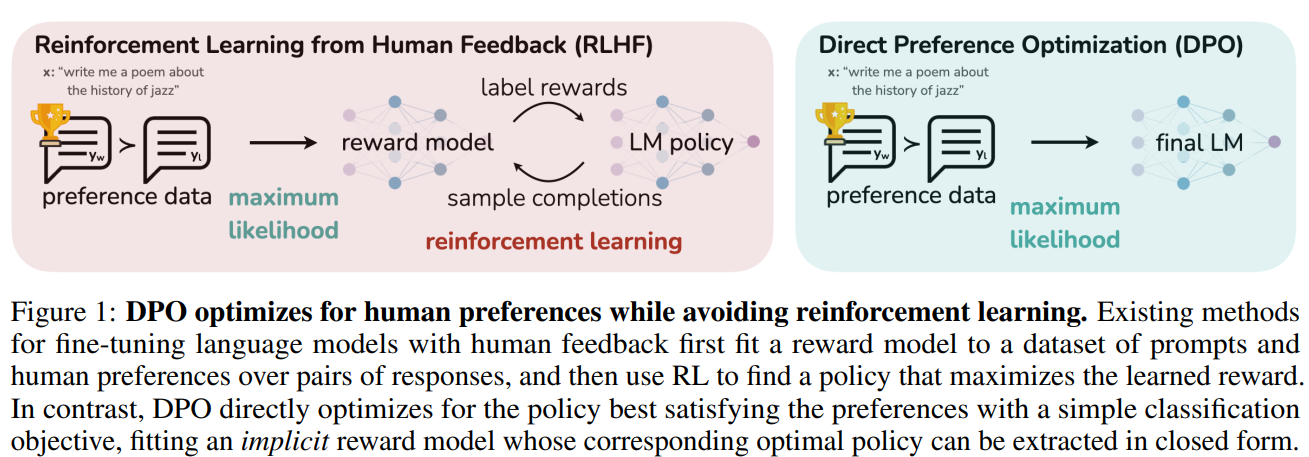 Reinforcement Learning from Human Feedback (RLHF)
x: “write me a poem about
the history of jazz”
label rewards
yw
≻
yl
reward model
LM policy
preference data
maximum
likelihood
sample completions
reinforcement learning
Direct Preference Optimization (DPO)
x: “write me a poem about
the history of jazz”
yw
≻
yl
final LM
preference data
maximum
likelihood
Figure 1: DPO optimizes for human preferences while avoiding reinforcement learning. Existing methods
for fine-tuning language models with human feedback first fit a reward model to a dataset of prompts and
human preferences over pairs of responses, and then use RL to find a policy that maximizes the learned reward.
In contrast, DPO directly optimizes for the policy best satisfying the preferences with a simple classification
objective, fitting an implicit reward model whose corresponding optimal policy can be extracted in closed form.